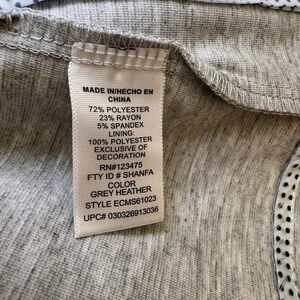 MADE IN/HECHO EN
CHINA
72% POLYESTER
23% RAYON
5% SPANDEX
LINING:
100% POLYESTER
EXCLUSIVE OF
DECORATION
RN#123475
FTY ID # SHANFA
COLOR
GREY HEATHER
STYLE ECMS61023
UPC# 030326913036